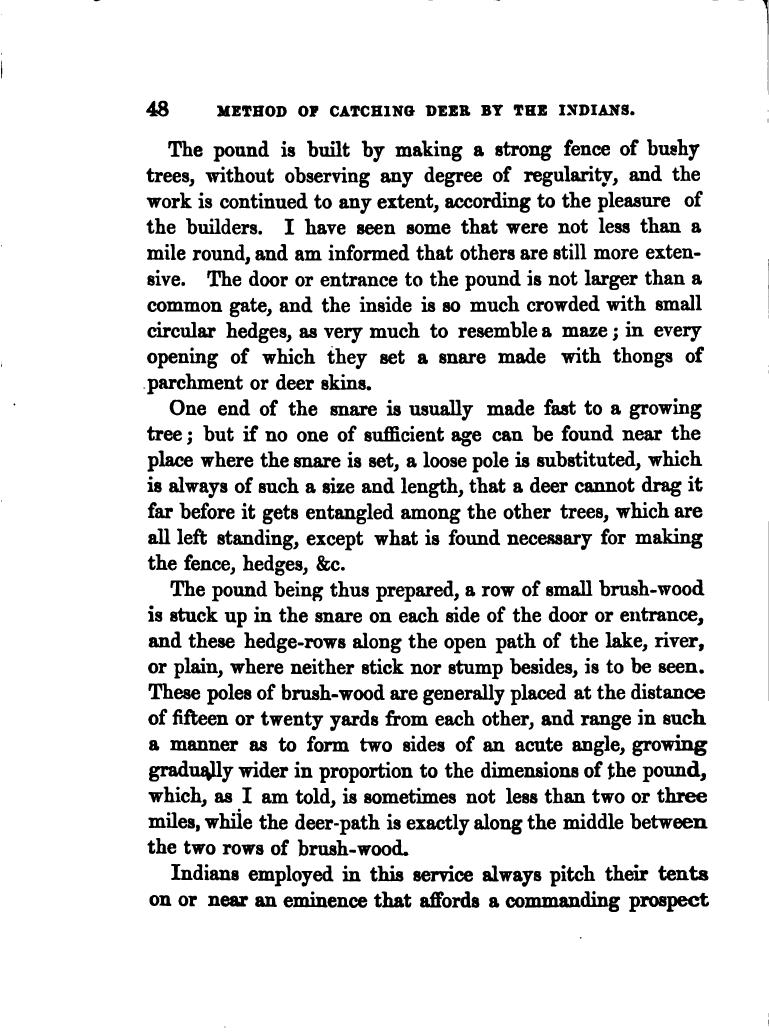 48 METHOD OF CATCHING DEER BY THE INDIANS.
The pound is built by making a strong fence of bushy
trees, without observing any degree of regularity, and the
work is continued to any extent, according to the pleasure of
the builders. I have seen some that were not less than a
mile round, and am informed that others are still more exten-
sive. The door or entrance to the pound is not larger than a
common gate, and the inside is so much crowded with small
circular hedges, as very much to resemble a maze; in every
opening of which they set a snare made with thongs of
parchment or deer skins.
One end of the snare is usually made fast to a growing
tree; but if no one of sufficient age can be found near the
place where the snare is set, a loose pole is substituted, which
is always of such a size and length, that a deer cannot drag it
far before it gets entangled among the other trees, which are
all left standing, except what is found necessary for making
the fence, hedges, &c.
The pound being thus prepared, a row of small brush-wood
is stuck up in the snare on each side of the door or entrance,
and these hedge-rows along the open path of the lake, river,
or plain, where neither stick nor stump besides, is to be seen.
These poles of brush-wood are generally placed at the distance
of fifteen or twenty yards from each other, and range in such
a manner as to form two sides of an acute angle, growing
gradually wider in proportion to the dimensions of the pound,
which, as I am told, is sometimes not less than two or three
miles, while the deer-path is exactly along the middle between
the two rows of brush-wood.
Indians employed in this service always pitch their tents
on or near an eminence that affords a commanding prospect